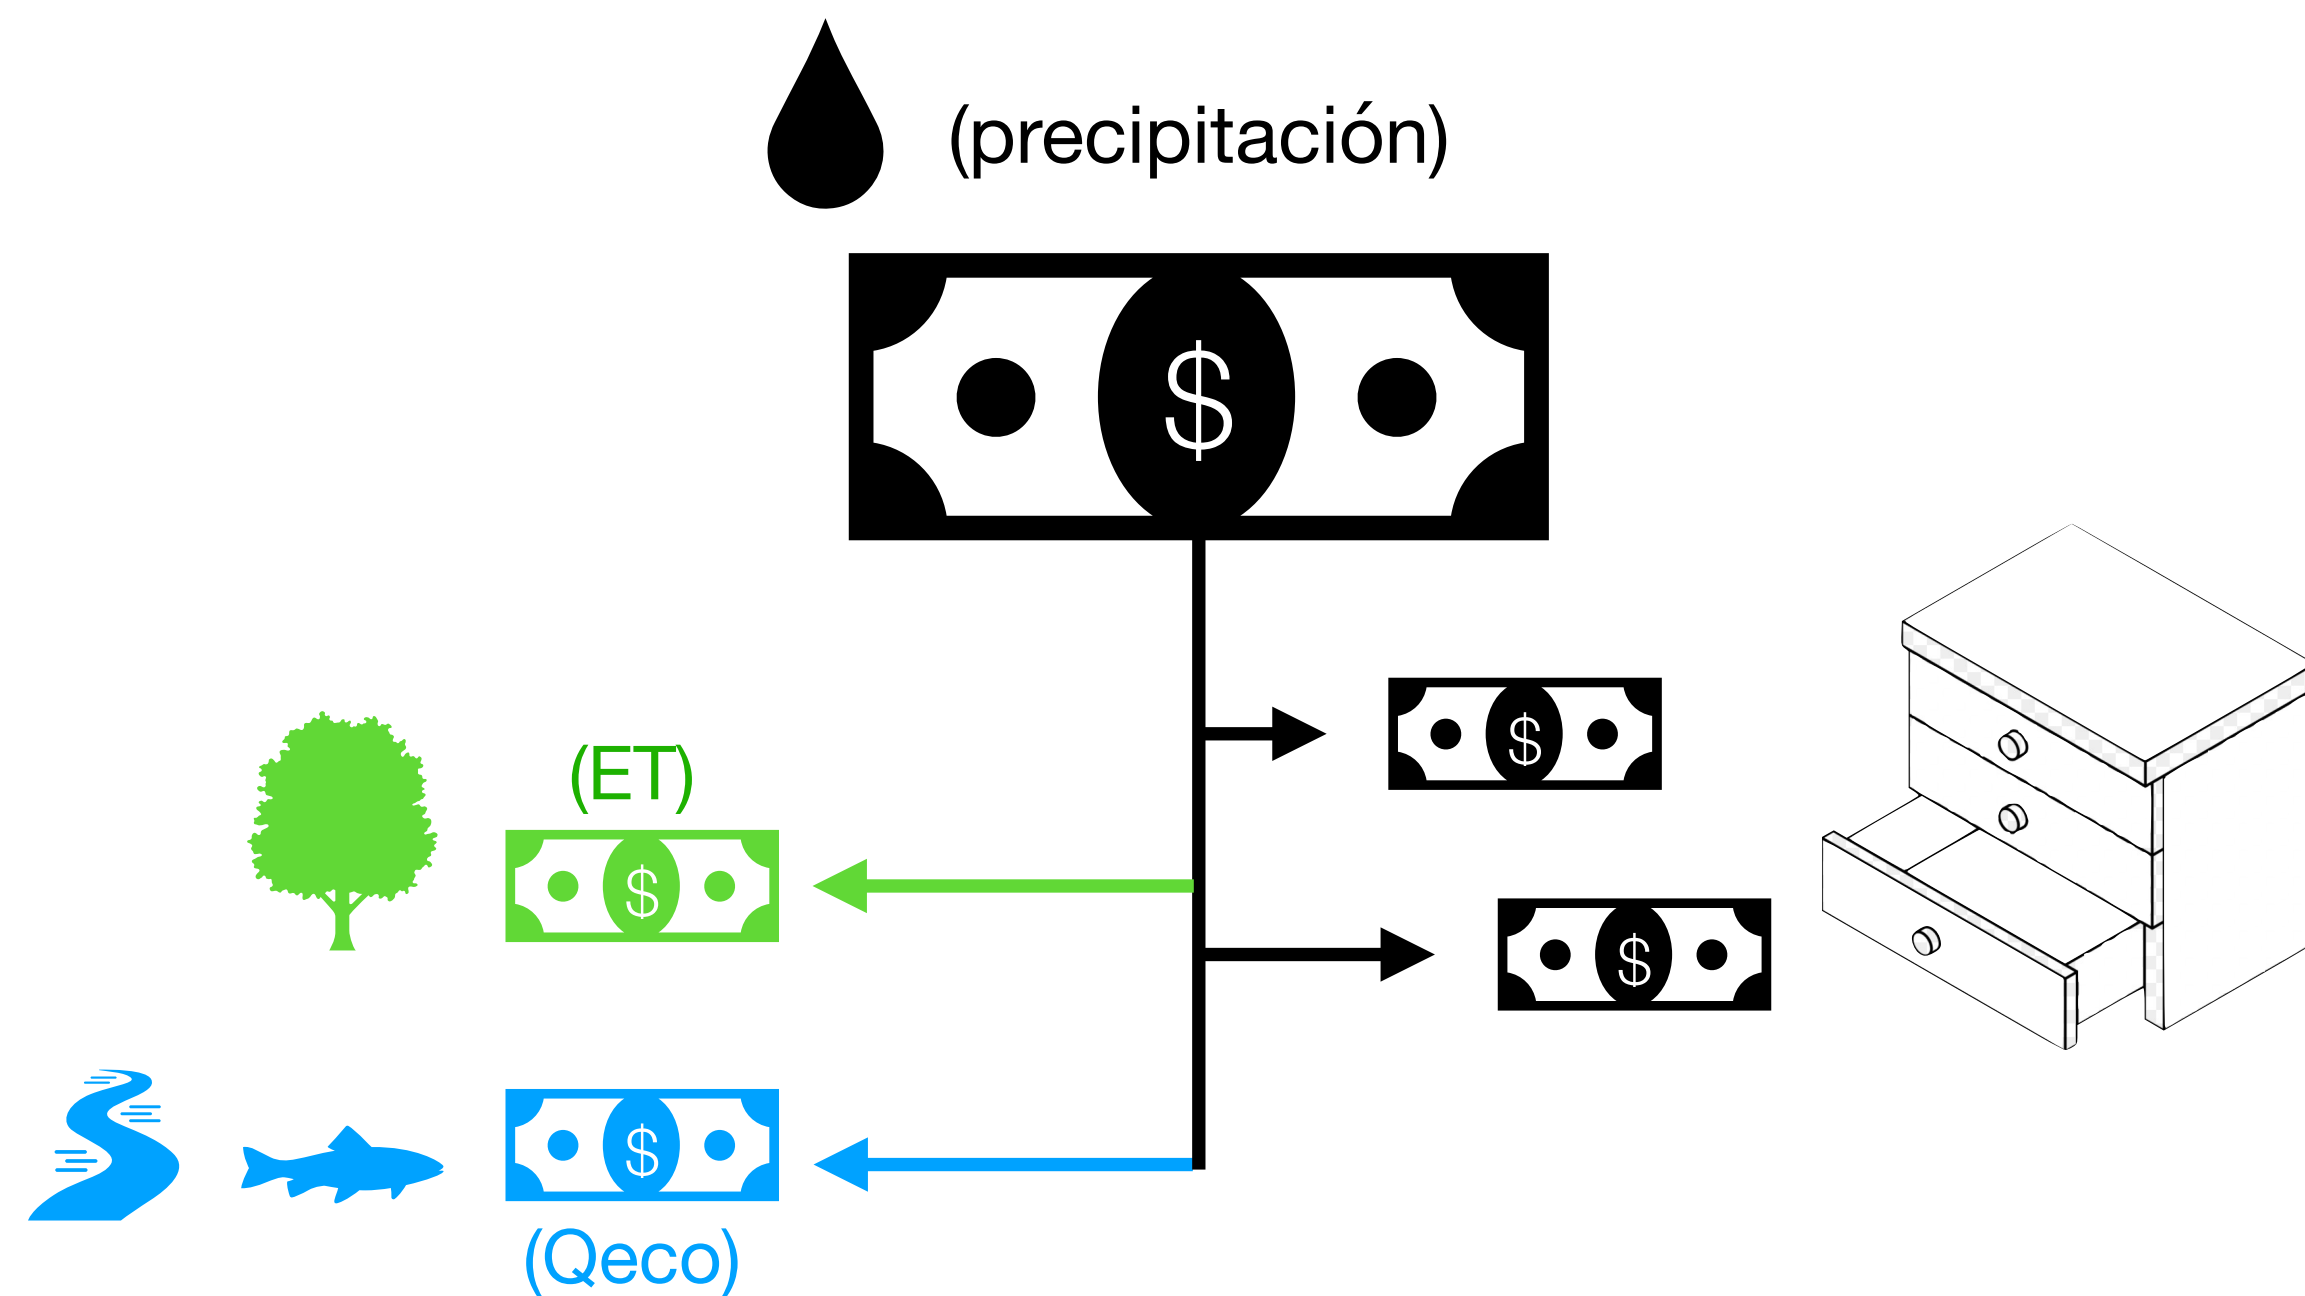 (precipitación)
$
$
(ET)
$
$
$
(Qeco)